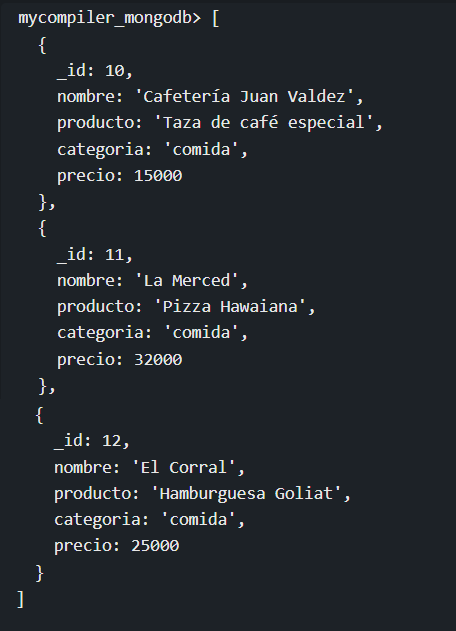 mycompiler_mongodb> [
  {
    _id: 10,
    nombre: 'Cafetería Juan Valdez',
    producto: 'Taza de café especial',
    categoria: 'comida',
    precio: 15000
  },
  {
    _id: 11,
    nombre: 'La Merced',
    producto: 'Pizza Hawaiana',
    categoria: 'comida',
    precio: 32000
  },
  {
    _id: 12,
    nombre: 'El Corral',
    producto: 'Hamburguesa Goliat',
    categoria: 'comida',
    precio: 25000
  }
]